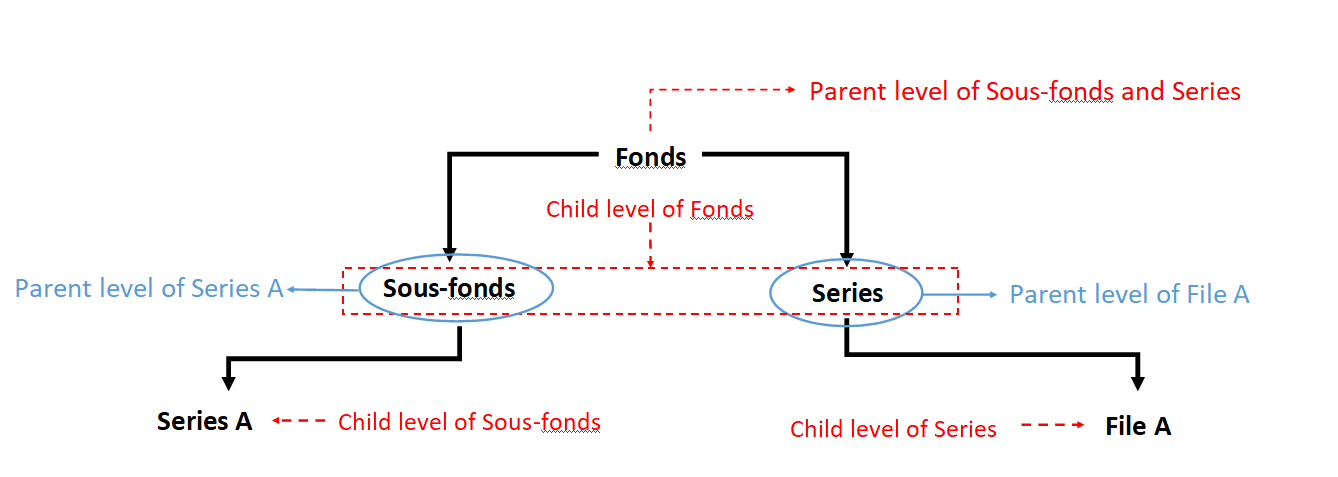 Parent level of Sous-fonds and Series
Fonds
Child level of Fonds
Parent level of Series A
Sous-fonds
Series
Parent level of File A
Series A
Child level of Sous-fonds
Child level of Series
File A